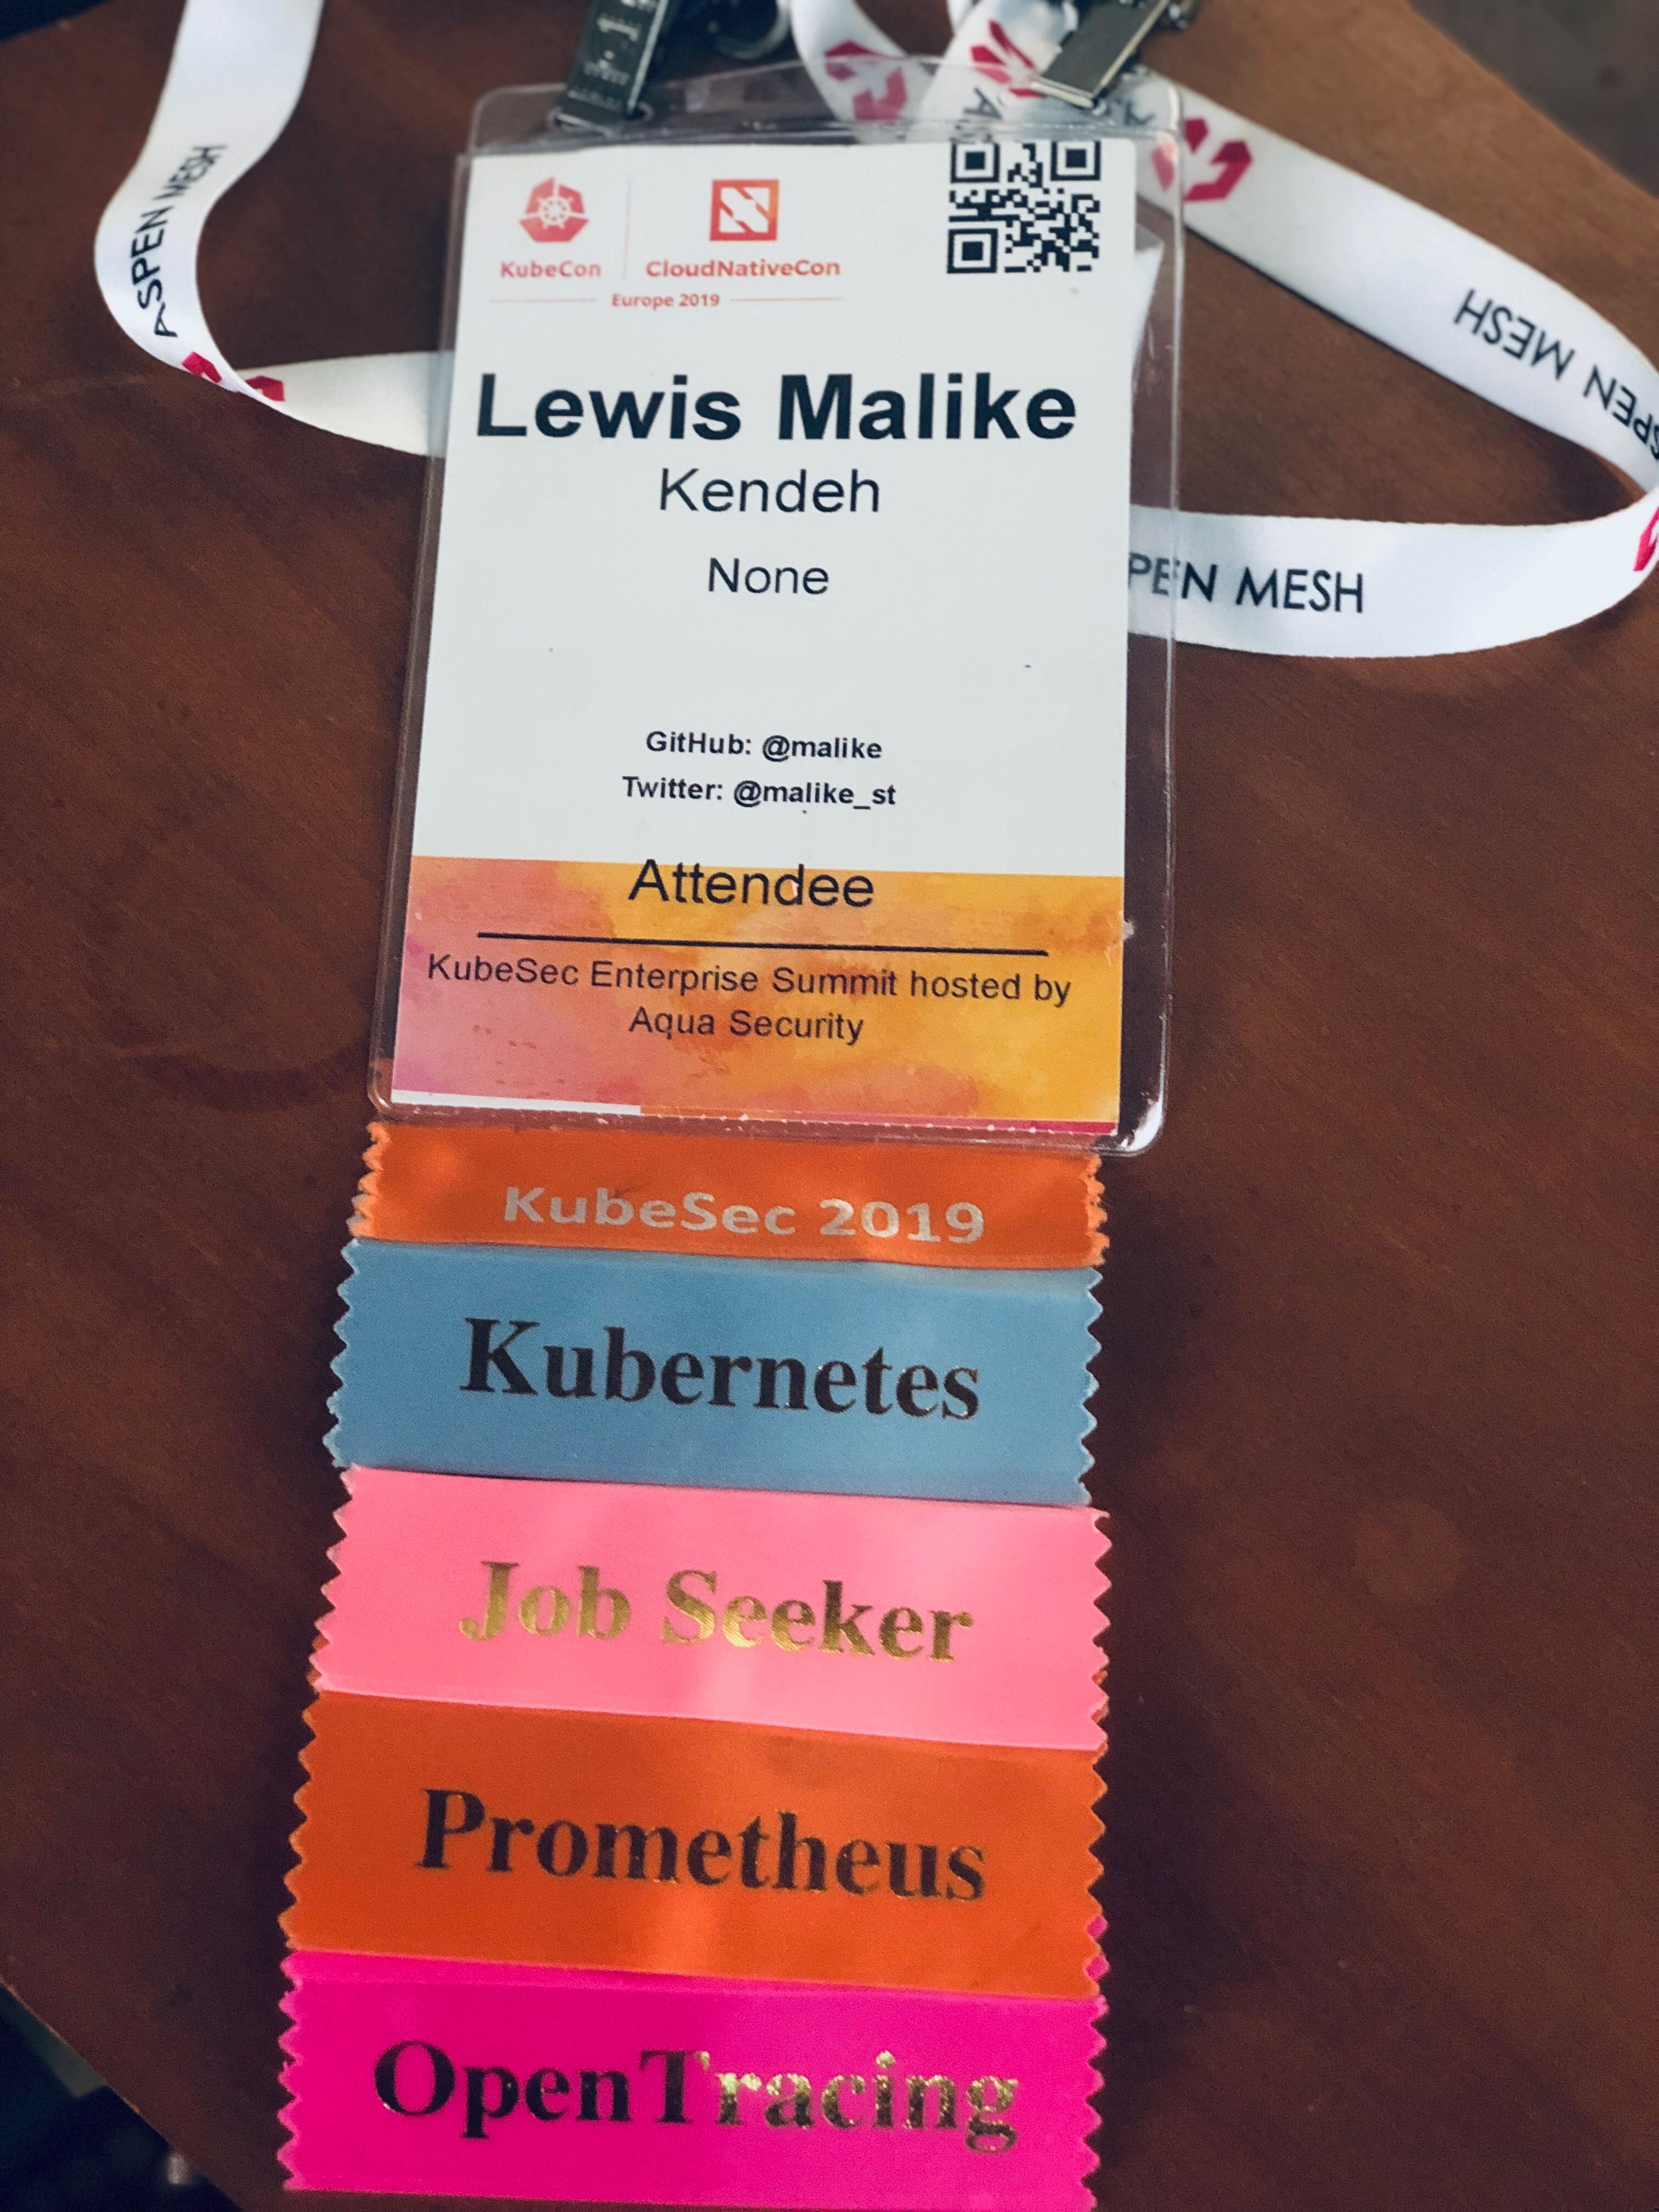 ASPEN MESH
KubeCon
CloudNativeCon
Europe 2019
Lewis Malike
Kendeh
None
GitHub: @malike
Twitter: @malike_st
Attendee
KubeSec Enterprise Summit hosted by
Aqua Security
SPEN MESH
PEN MESH
KubeSec 2019
Kubernetes
Job Seeker
Prometheus
OpenTracing